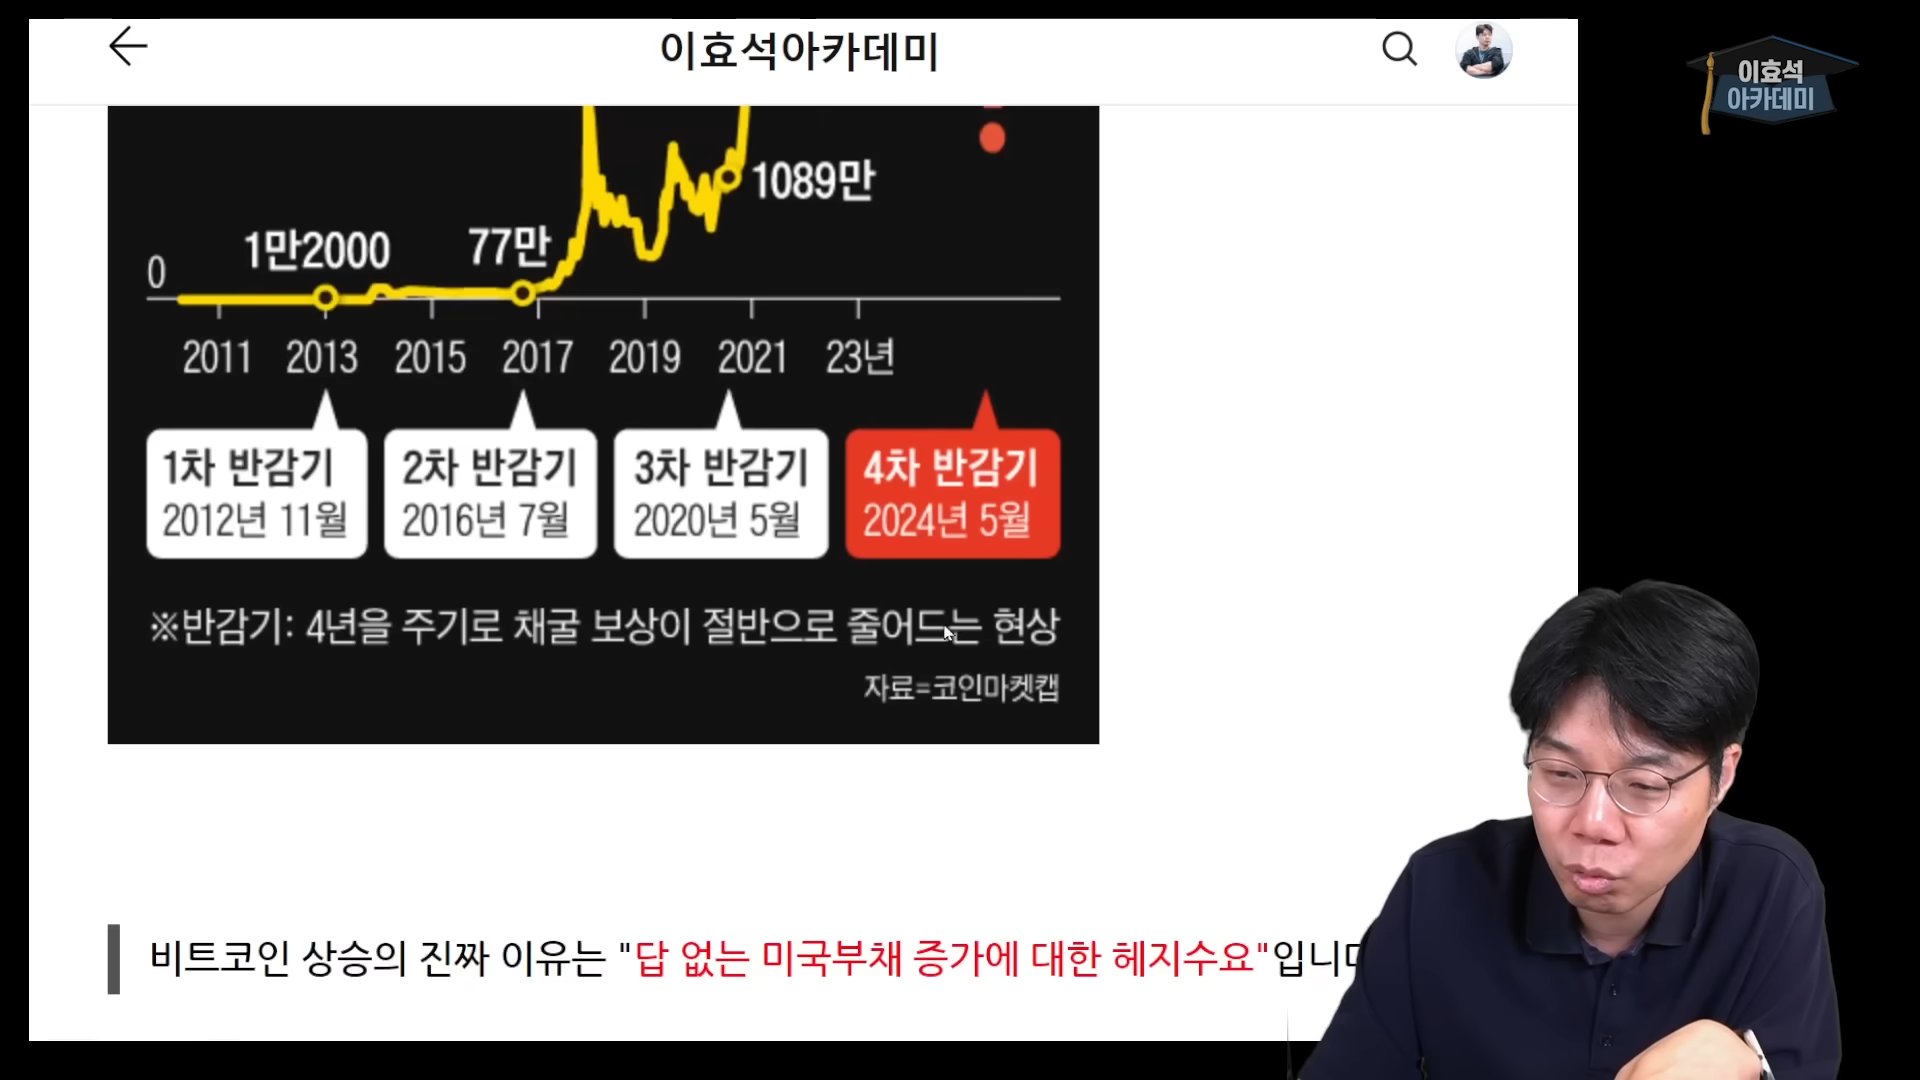 이효석아카데미
이효석
아카데미
1089만
1만2000
77만
0
2011 2013 2015 2017 2019 2021 23년
1차 반감기
2012년 11월
2차 반감기
2016년 7월
3차 반감기
2020년 5월
4차 반감기
2024년 5월
※반감기: 4년을 주기로 채굴 보상이 절반으로 줄어드는 현상
자료=코인마켓캡
비트코인 상승의 진짜 이유는 "답 없는 미국부채 증가에 대한 헤지수요"입니다